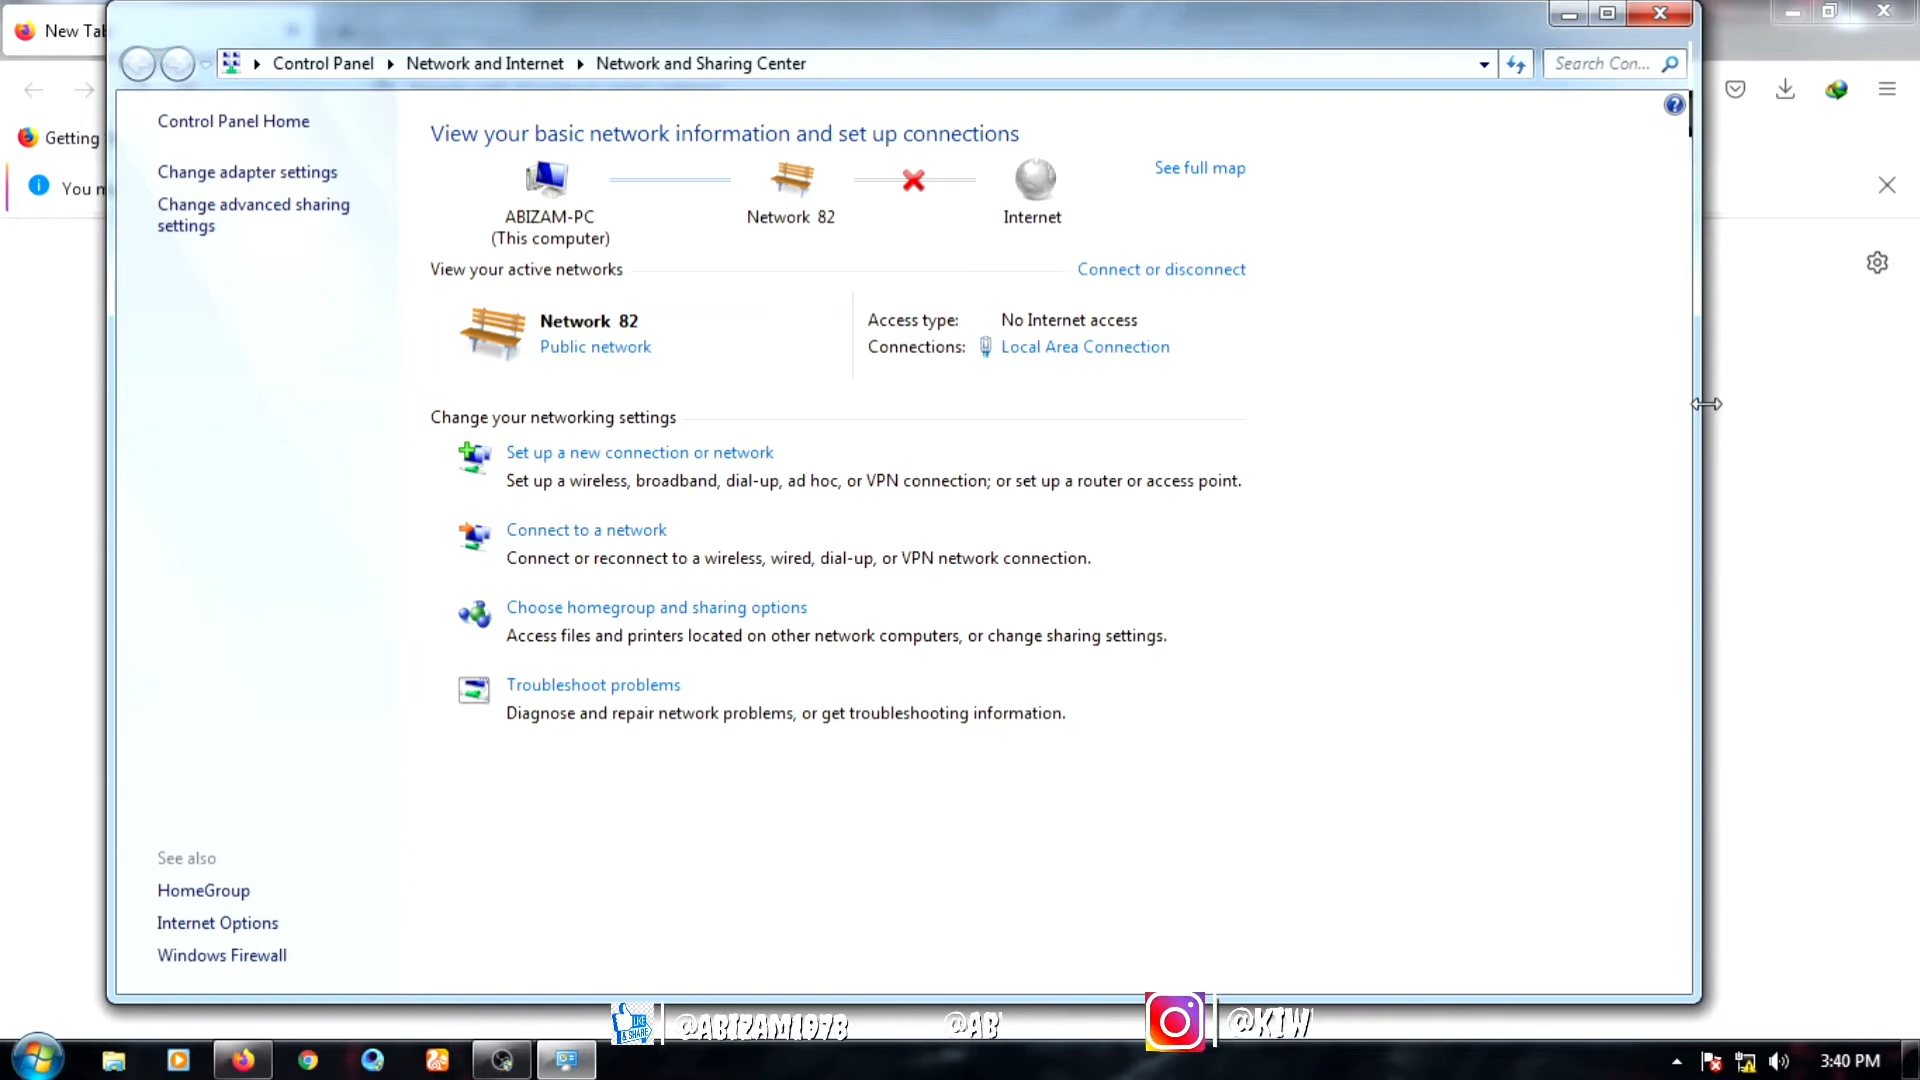 New Tab
Control Panel
Network and Internet
Network and Sharing Center
Search Con...
Getting
You m
Control Panel Home
Change adapter settings
Change advanced sharing
settings
View your basic network information and set up connections
See full map
ABIZAM-PC
(This computer)
Network 82
Internet
View your active networks
Connect or disconnect
Network 82
Public network
Access type:
No Internet access
Connections:
Local Area Connection
Change your networking settings
Set up a new connection or network
Set up a wireless, broadband, dial-up, ad hoc, or VPN connection; or set up a router or access point.
Connect to a network
Connect or reconnect to a wireless, wired, dial-up, or VPN network connection.
Choose homegroup and sharing options
Access files and printers located on other network computers, or change sharing settings.
Troubleshoot problems
Diagnose and repair network problems, or get troubleshooting information.
See also
HomeGroup
Internet Options
Windows Firewall
LIKE
& SHARE
@ABIZAM1978
@AB
@KIW
3:40 PM